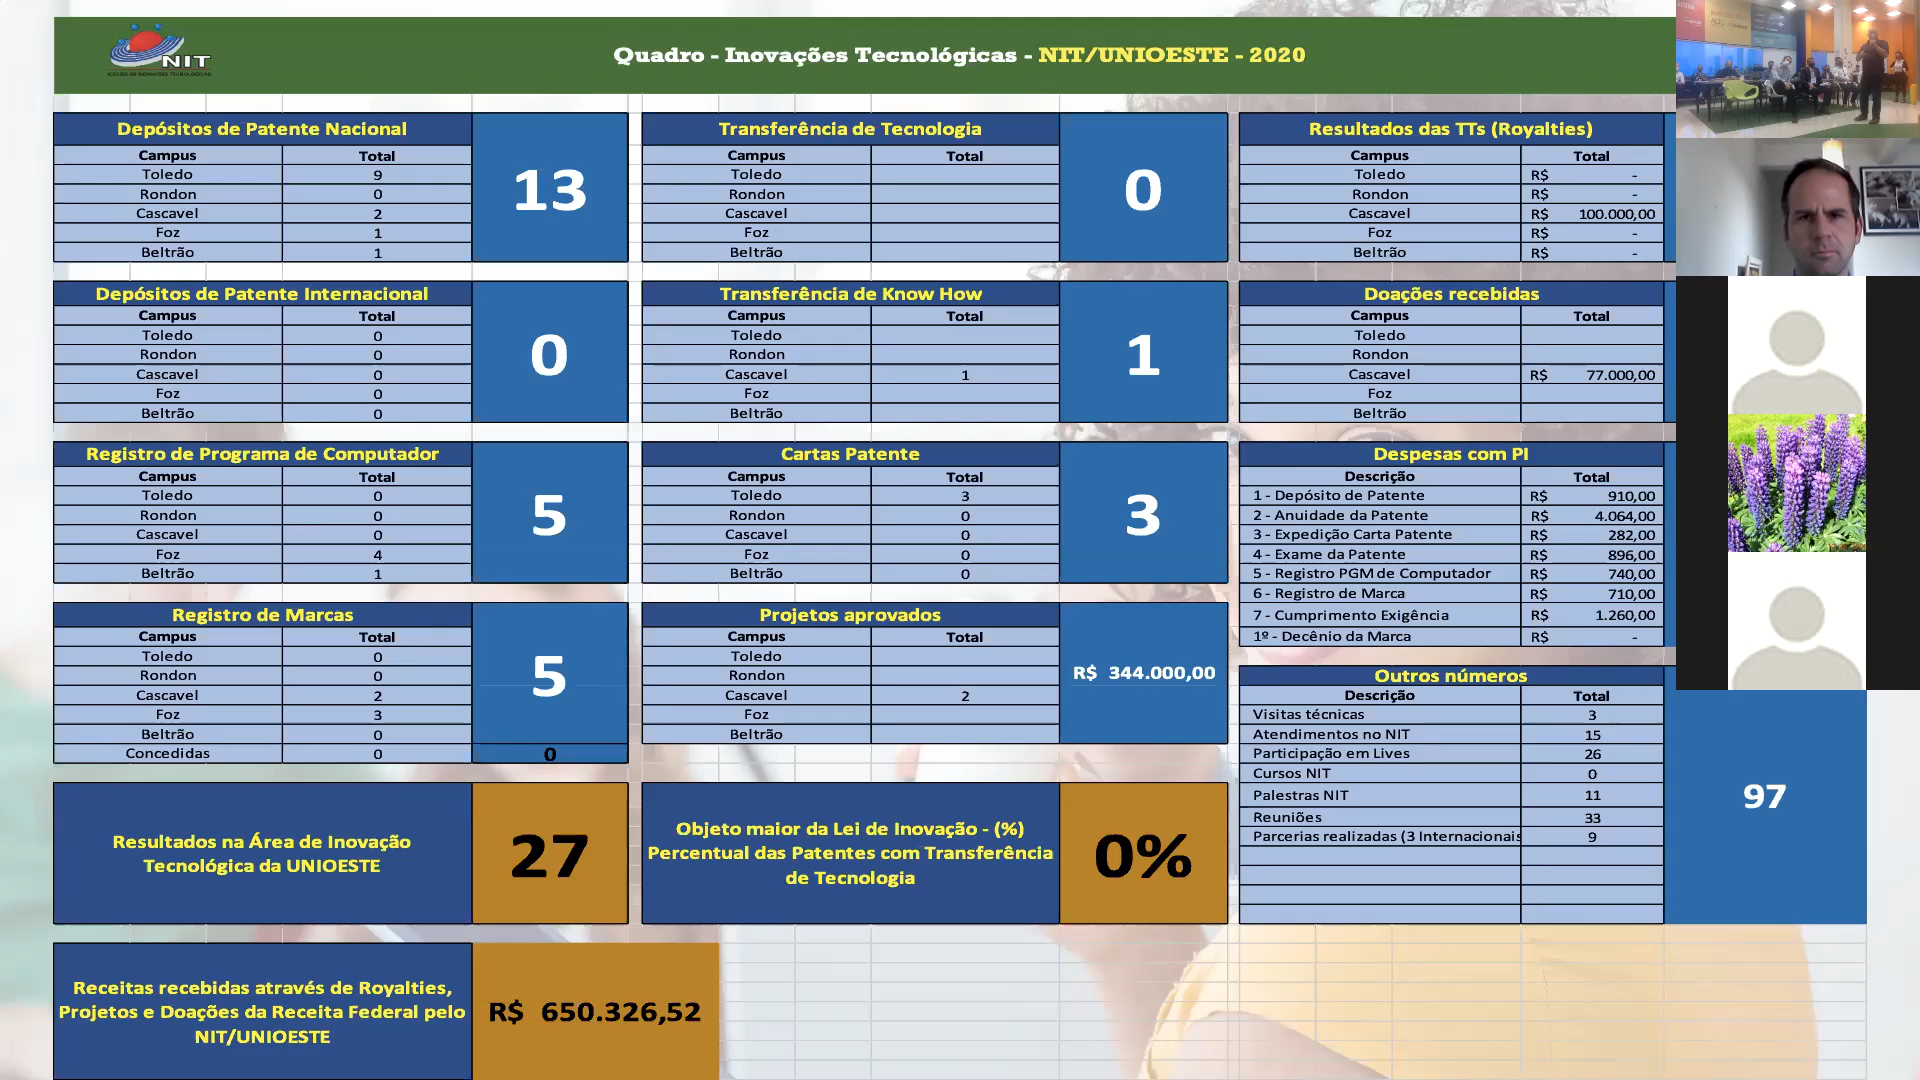 NIT
NÚCLEO DE INOVAÇÕES TECNOLÓGICAS
Quadro - Inovações Tecnológicas - NIT/UNIOESTE - 2020
Depósitos de Patente Nacional
Campus Total
Toledo 9
Rondon 0
Cascavel 2
Foz 1
Beltrão 1
13
Transferência de Tecnologia
Campus Total
Toledo
Rondon
Cascavel
Foz
Beltrão
0
Resultados das TTs (Royalties)
Campus Total
Toledo R$ -
Rondon R$ -
Cascavel R$ 100.000,00
Foz R$ -
Beltrão R$ -
Depósitos de Patente Internacional
Campus Total
Toledo 0
Rondon 0
Cascavel 0
Foz 0
Beltrão 0
0
Transferência de Know How
Campus Total
Toledo
Rondon
Cascavel 1
Foz
Beltrão
1
Doações recebidas
Campus Total
Toledo
Rondon
Cascavel R$ 77.000,00
Foz
Beltrão
Registro de Programa de Computador
Campus Total
Toledo 0
Rondon 0
Cascavel 0
Foz 4
Beltrão 1
5
Cartas Patente
Campus Total
Toledo 3
Rondon 0
Cascavel 0
Foz 0
Beltrão 0
3
Despesas com PI
Descrição Total
1 - Depósito de Patente R$ 910,00
2 - Anuidade da Patente R$ 4.064,00
3 - Expedição Carta Patente R$ 282,00
4 - Exame da Patente R$ 896,00
5 - Registro PGM de Computador R$ 740,00
6 - Registro de Marca R$ 710,00
7 - Cumprimento Exigência R$ 1.260,00
1º - Decênio da Marca R$ -
Registro de Marcas
Campus Total
Toledo 0
Rondon 0
Cascavel 2
Foz 3
Beltrão 0
Concedidas 0
5
0
Projetos aprovados
Campus Total
Toledo
Rondon
Cascavel 2
Foz
Beltrão
R$ 344.000,00
Outros números
Descrição Total
Visitas técnicas 3
Atendimentos no NIT 15
Participação em Lives 26
Cursos NIT 0
Palestras NIT 11
Reuniões 33
Parcerias realizadas (3 Internacionais 9
97
Resultados na Área de Inovação
Tecnológica da UNIOESTE
27
Objeto maior da Lei de Inovação - (%)
Percentual das Patentes com Transferência
de Tecnologia
0%
Receitas recebidas através de Royalties,
Projetos e Doações da Receita Federal pelo
NIT/UNIOESTE
R$ 650.326,52